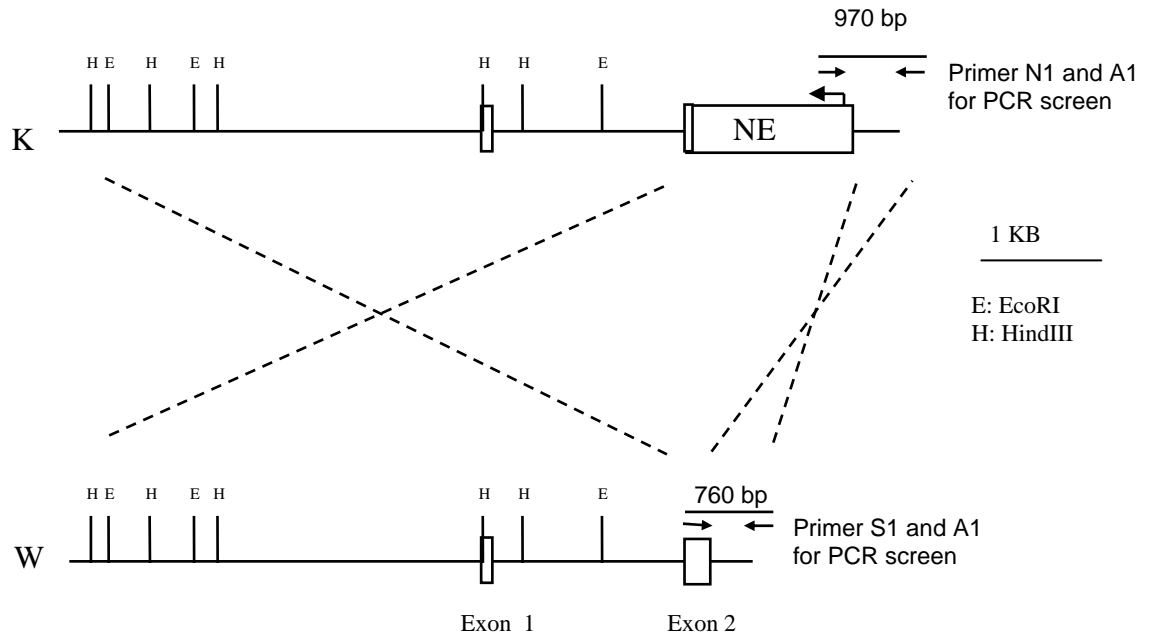 970 bp
H E H E H H H E
Primer N1 and A1
for PCR screen
K
NE
1 KB
E: EcoRI
H: HindIII
H E H E H H H E
760 bp
Primer S1 and A1
for PCR screen
W
Exon 1 Exon 2